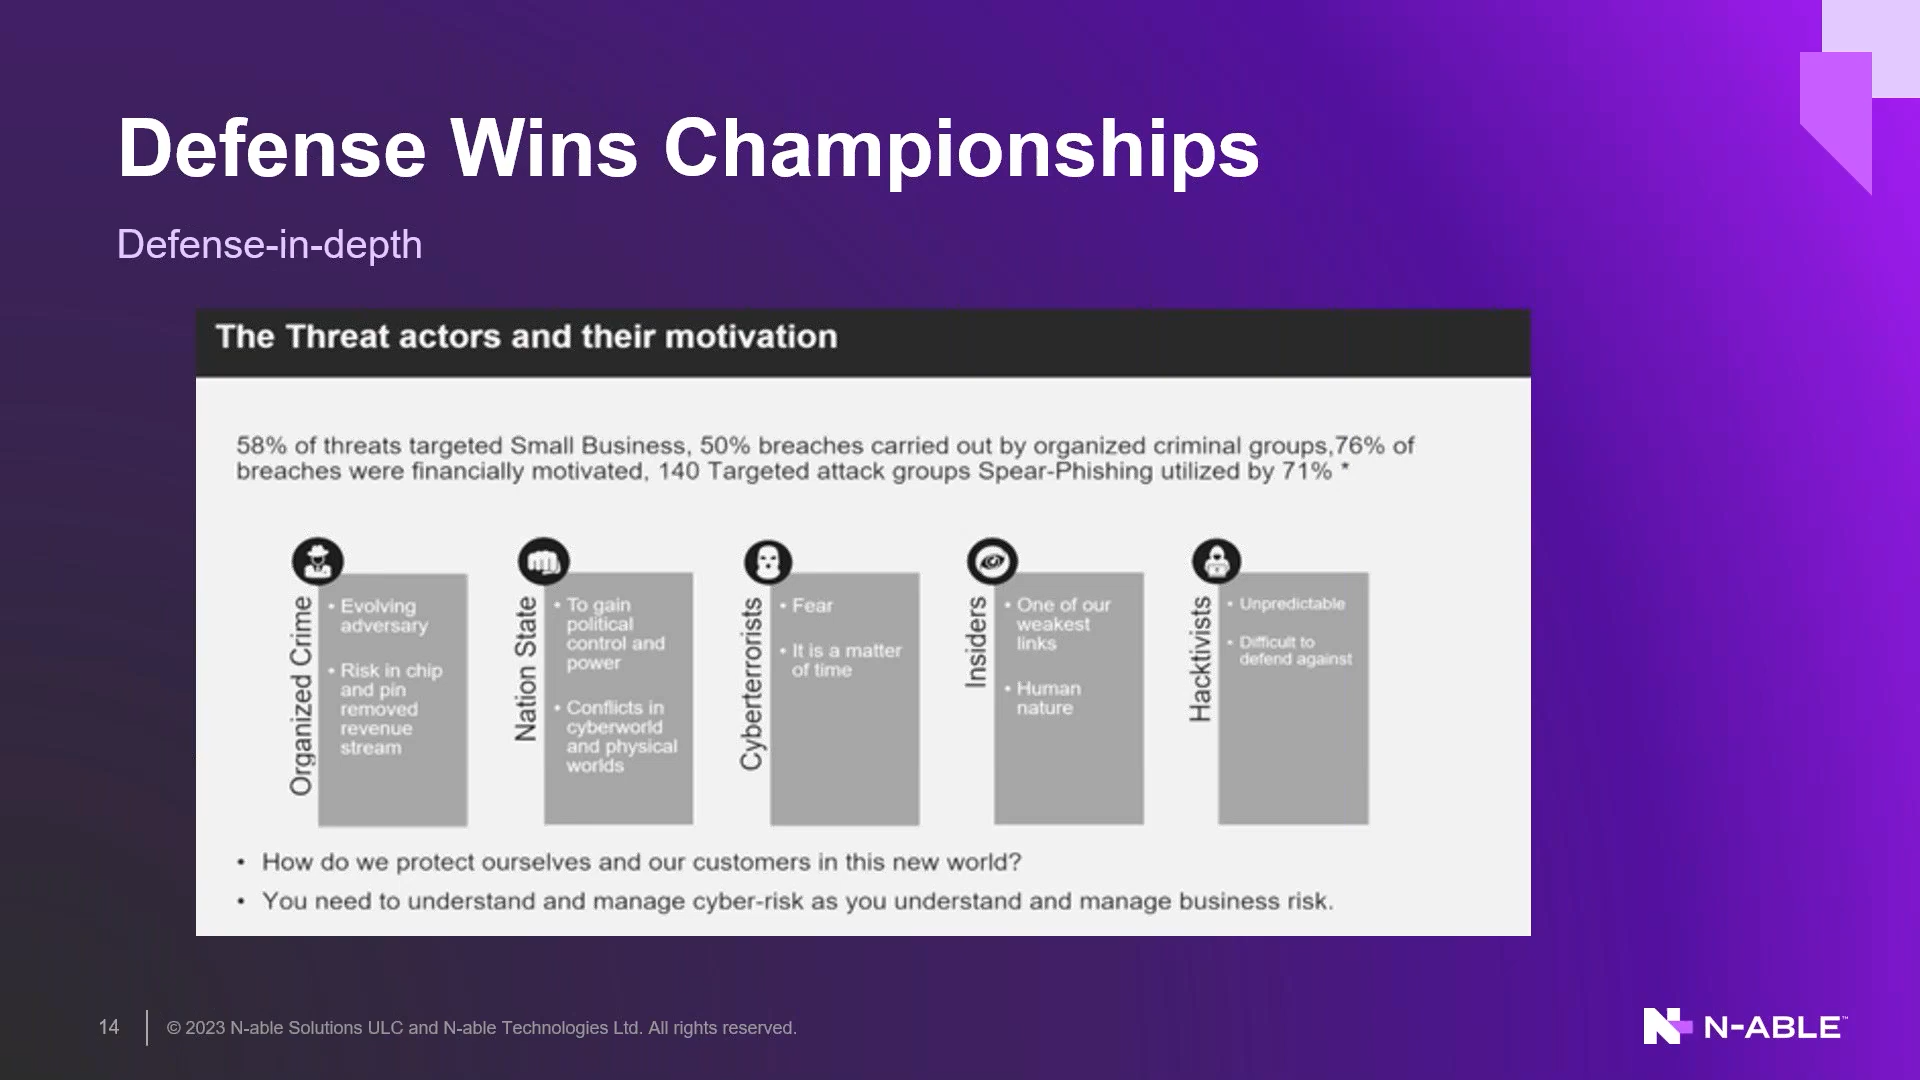 Defense Wins Championships
Defense-in-depth
The Threat actors and their motivation
58% of threats targeted Small Business, 50% breaches carried out by organized criminal groups,76% of
breaches were financially motivated, 140 Targeted attack groups Spear-Phishing utilized by 71% *
Organized Crime
• Evolving
adversary
• Risk in chip
and pin
removed
revenue
stream
Nation State
• To gain
political
control and
power
• Conflicts in
cyberworld
and physical
worlds
Cyberterrorists
• Fear
• It is a matter
of time
Insiders
• One of our
weakest
links
• Human
nature
Hacktivists
• Unpredictable
• Difficult to
defend against
• How do we protect ourselves and our customers in this new world?
• You need to understand and manage cyber-risk as you understand and manage business risk.
14
© 2023 N-able Solutions ULC and N-able Technologies Ltd. All rights reserved.
N-ABLE™